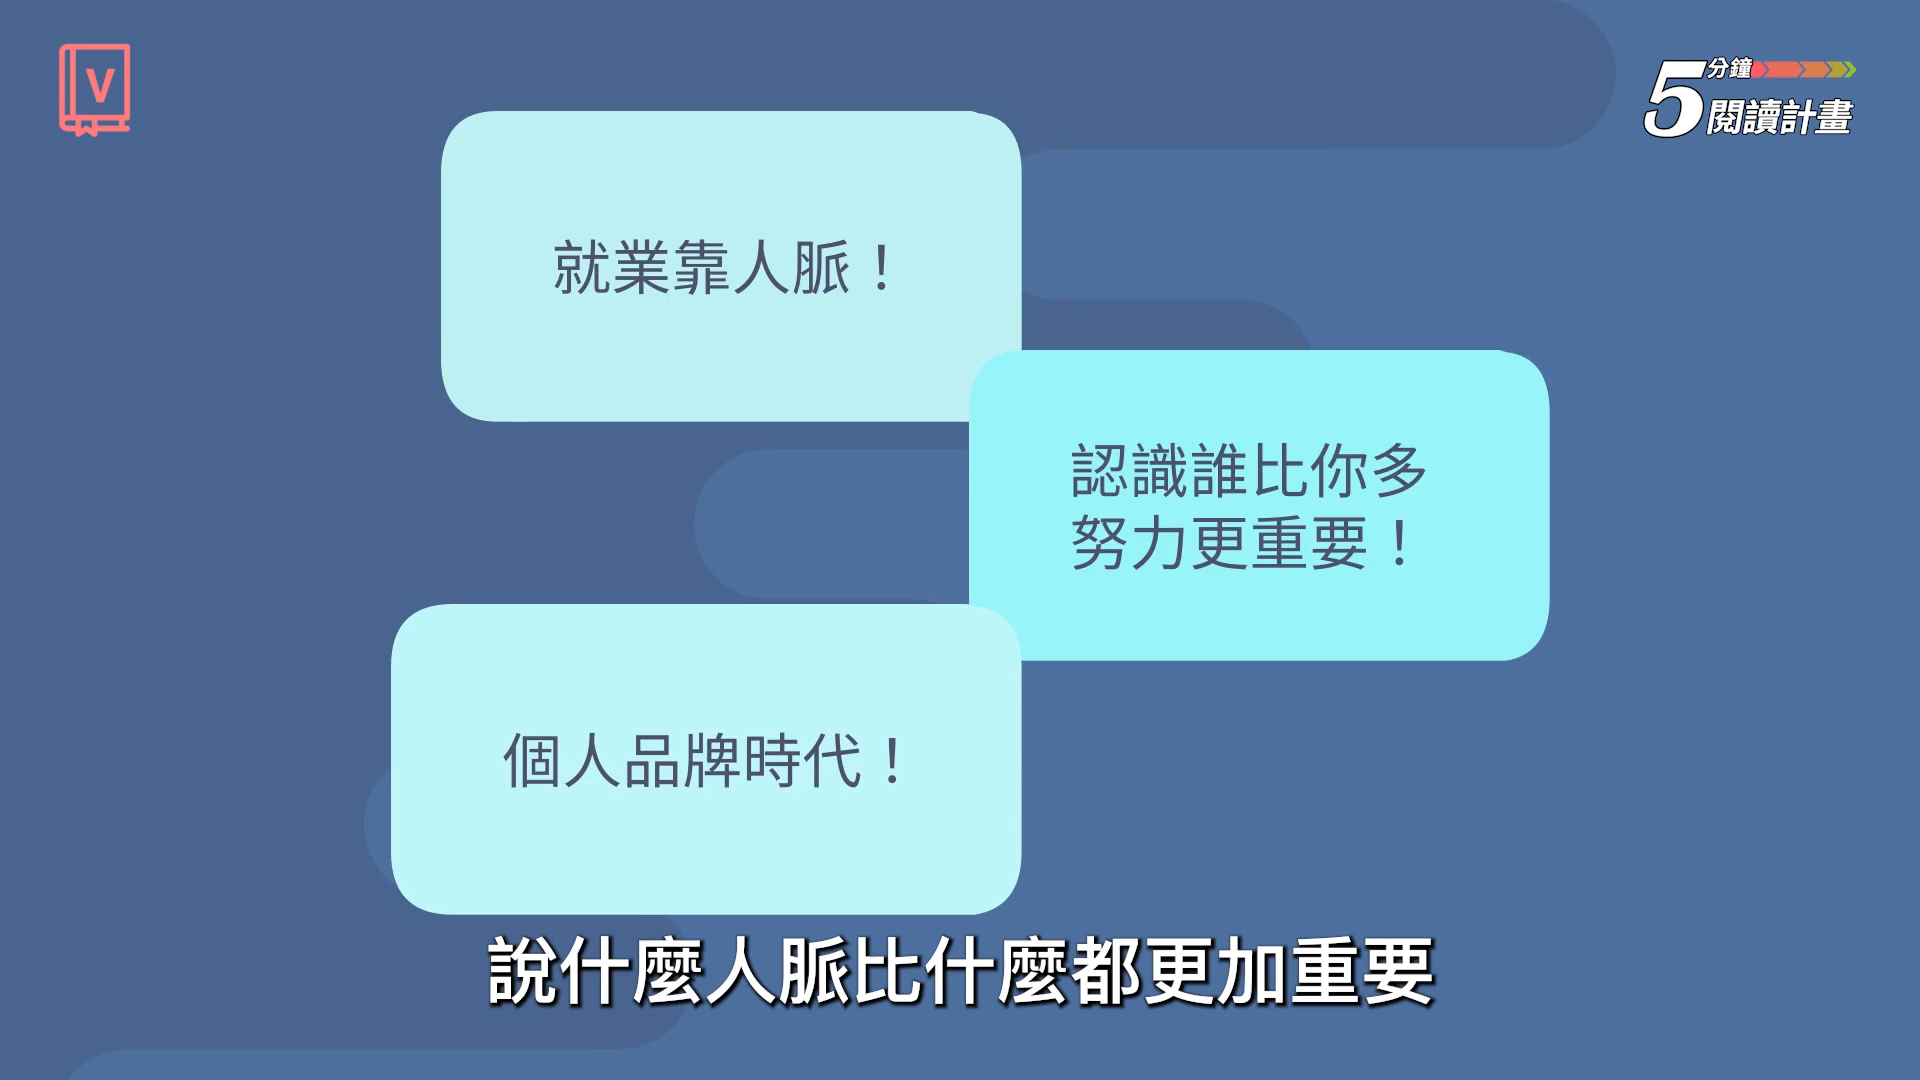 V
5分鐘
閱讀計畫
就業靠人脈！
認識誰比你多
努力更重要！
個人品牌時代！
說什麼人脈比什麼都更加重要